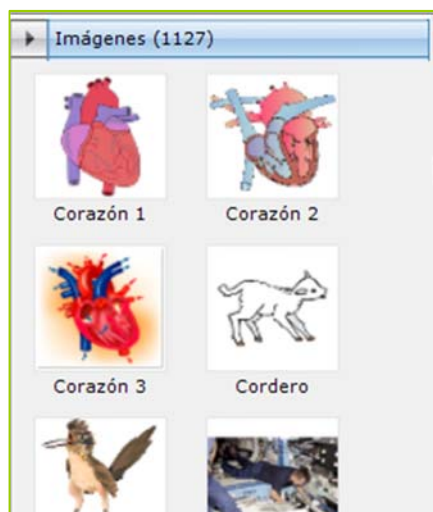 Imágenes (1127)
Corazón 1
Corazón 2
Corazón 3
Cordero